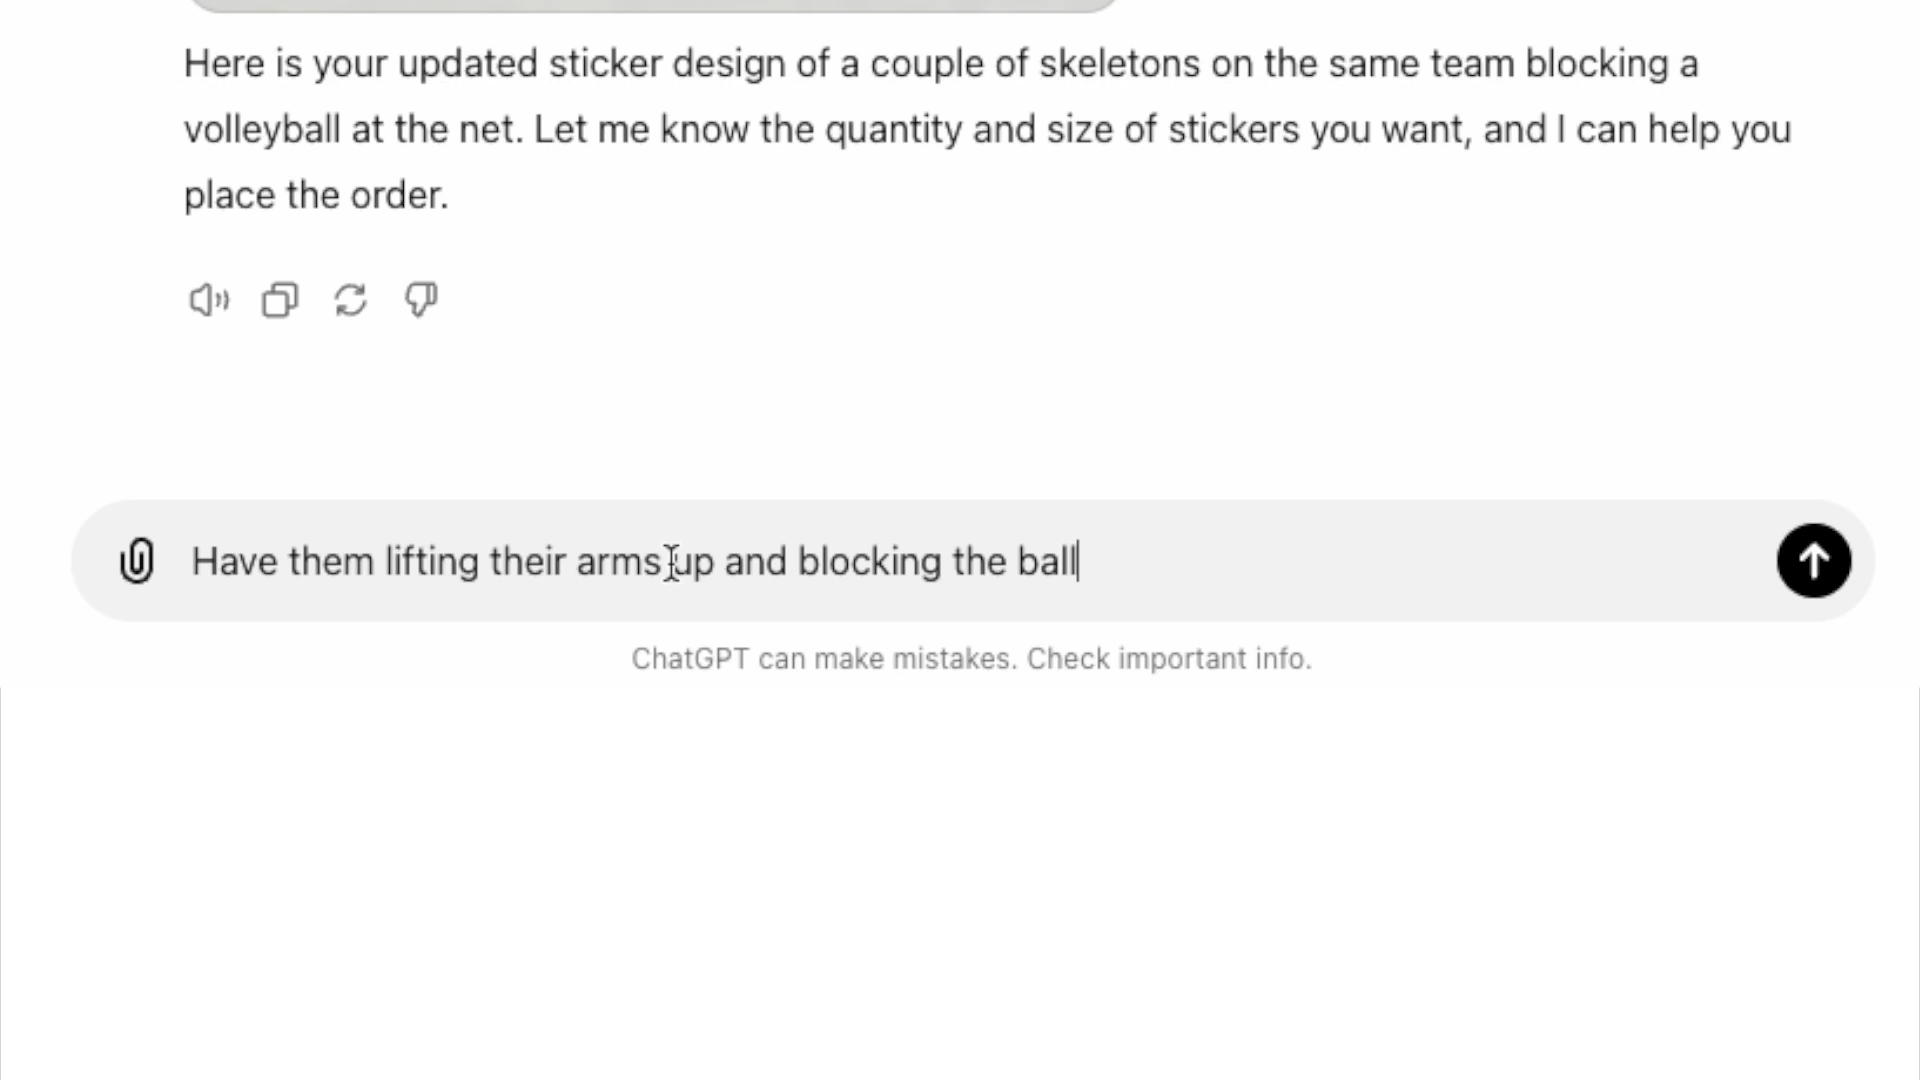 Here is your updated sticker design of a couple of skeletons on the same team blocking a
volleyball at the net. Let me know the quantity and size of stickers you want, and I can help you
place the order.
Have them lifting their arms up and blocking the ball
ChatGPT can make mistakes. Check important info.